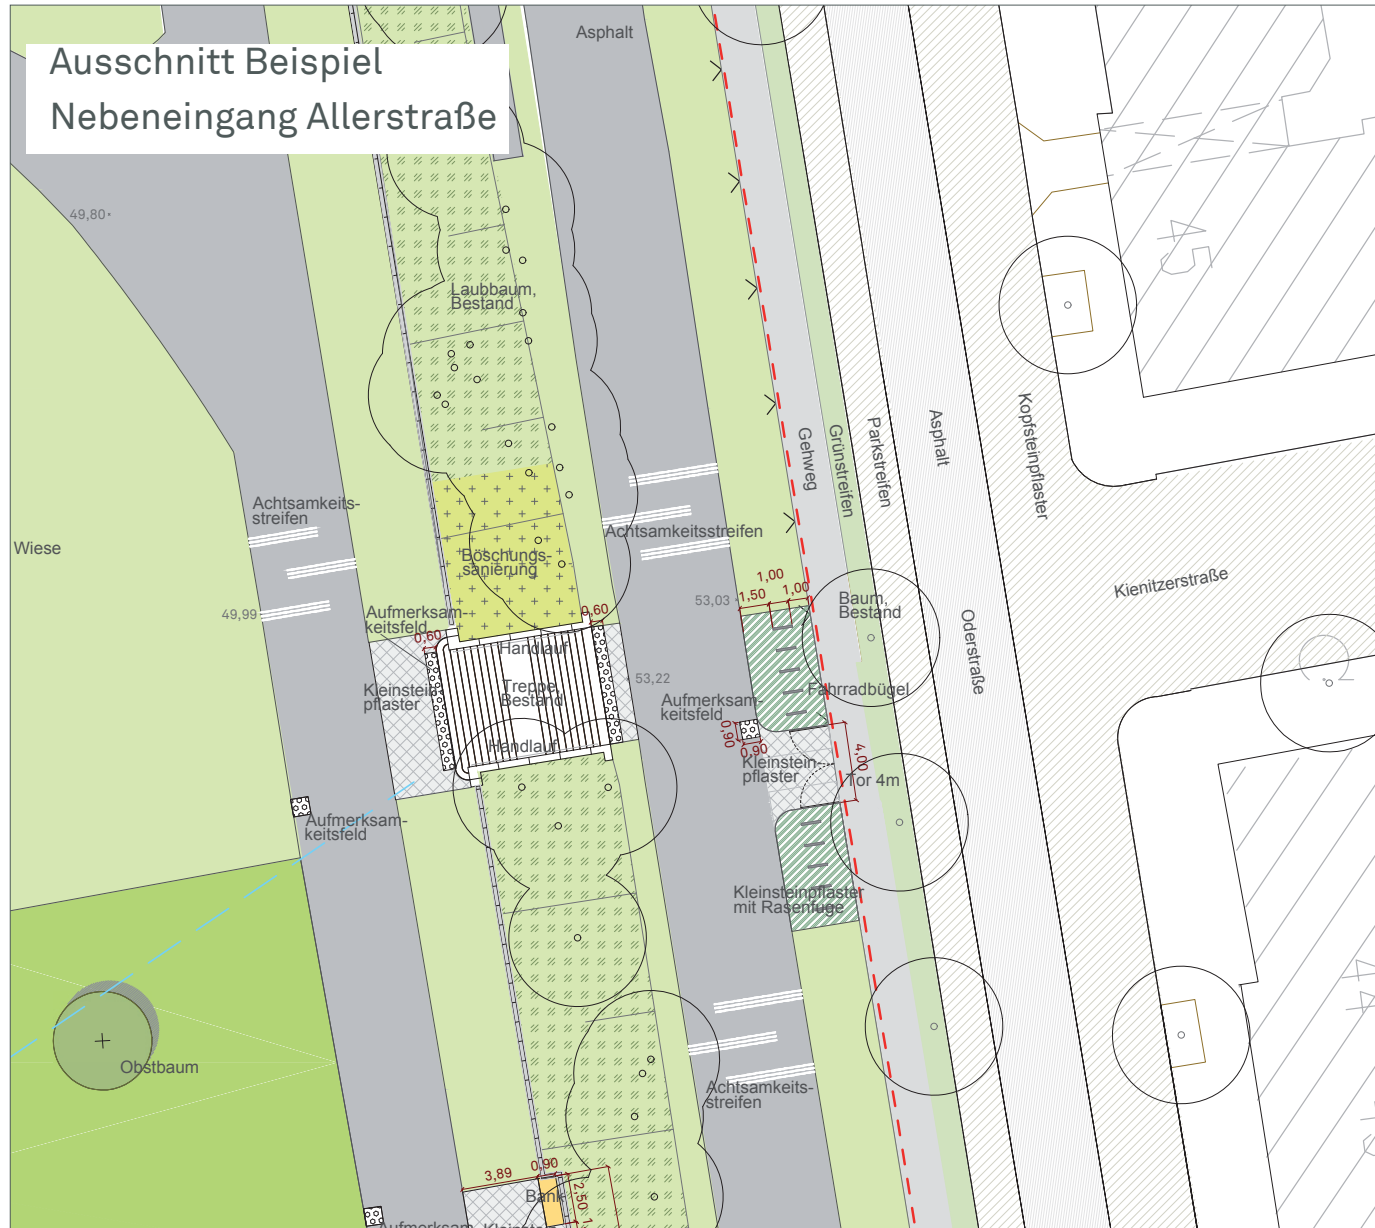 Ausschnitt Beispiel
Nebeneingang Allerstraße
Asphalt
49,80
Laubbaum,
Bestand
Gehweg
Grünstreifen
Parkstreifen
Asphalt
Kopfsteinpflaster
Achtsamkeits-
streifen
Wiese
Achtsamkeitsstreifen
Böschungs-
sanierung
Kienitzerstraße
49,99
Aufmerksam-
keitsfeld
0,60
0,60
53,03
1,50
1,00
1,00
Baum,
Bestand
Oderstraße
Handlauf
Treppe,
Bestand
Kleinstein-
pflaster
53,22
Fahrradbügel
Aufmerksam-
keitsfeld
0,90
0,90
Handlauf
Kleinstein-
pflaster
4,00
Tor 4m
Aufmerksam-
keitsfeld
Kleinsteinpflaster
mit Rasenfuge
Obstbaum
Achtsamkeits-
streifen
3,89
0,90
2,50
Bank
Aufmerksam-